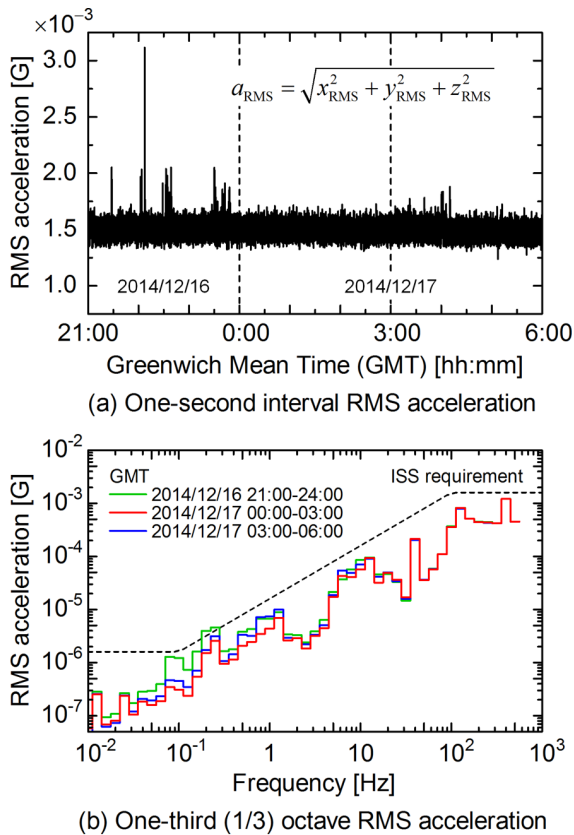 ×10⁻³
3.0
2.5
2.0
1.5
1.0
RMS acceleration [G]
a_RMS = √(x²_RMS + y²_RMS + z²_RMS)
2014/12/16
2014/12/17
21:00 0:00 3:00 6:00
Greenwich Mean Time (GMT) [hh:mm]
(a) One-second interval RMS acceleration
10⁻²
10⁻³
10⁻⁴
10⁻⁵
10⁻⁶
10⁻⁷
RMS acceleration [G]
GMT
2014/12/16 21:00-24:00
2014/12/17 00:00-03:00
2014/12/17 03:00-06:00
ISS requirement
10⁻² 10⁻¹ 1 10 10² 10³
Frequency [Hz]
(b) One-third (1/3) octave RMS acceleration